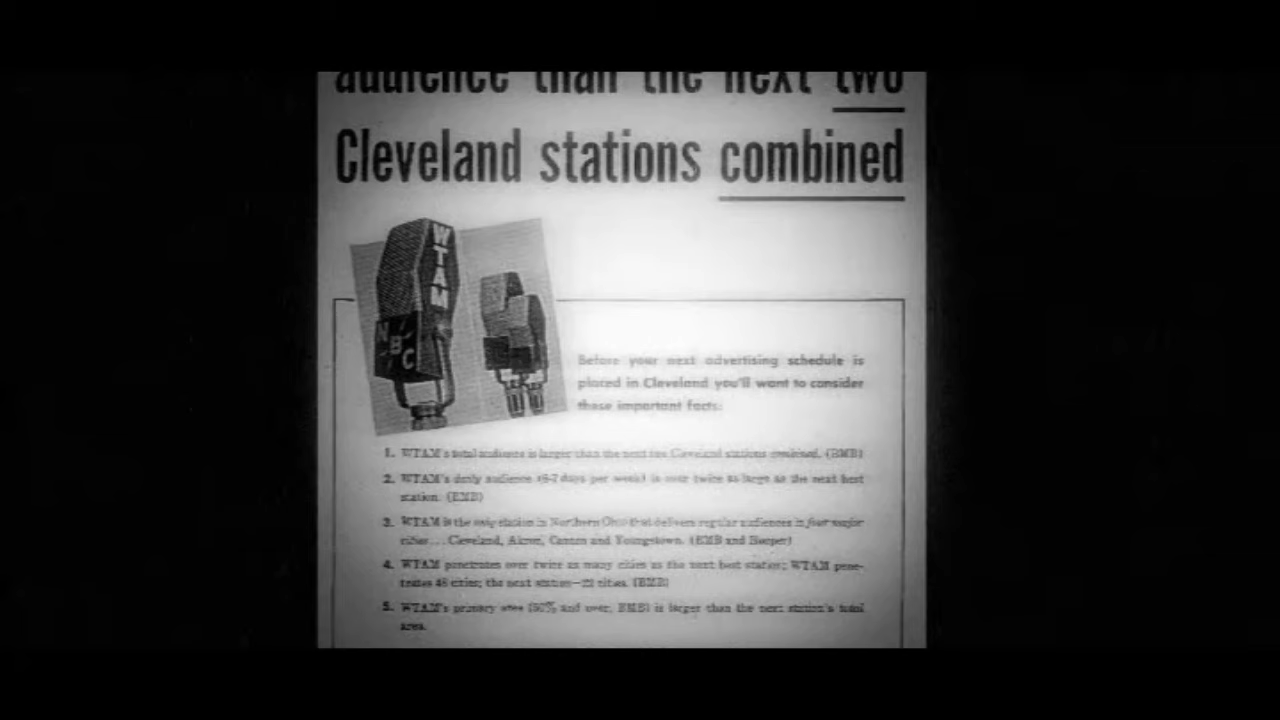 audience than the next two
Cleveland stations combined
WTAM
NBC
Before your next advertising schedule is
placed in Cleveland you'll want to consider
these important facts:
1. WTAM's total audience is larger than the next two Cleveland stations combined. (BMB)
2. WTAM's daily audience (6-7 days per week) is over twice as large as the next best
station. (BMB)
3. WTAM is the only station in Northern Ohio that delivers regular audiences in four major
cities... Cleveland, Akron, Canton and Youngstown. (BMB and Hooper)
4. WTAM penetrates over twice as many cities as the next best station; WTAM pene-
trates 48 cities; the next station—22 cities. (BMB)
5. WTAM's primary area (50% and over, BMB) is larger than the next station's total
area.